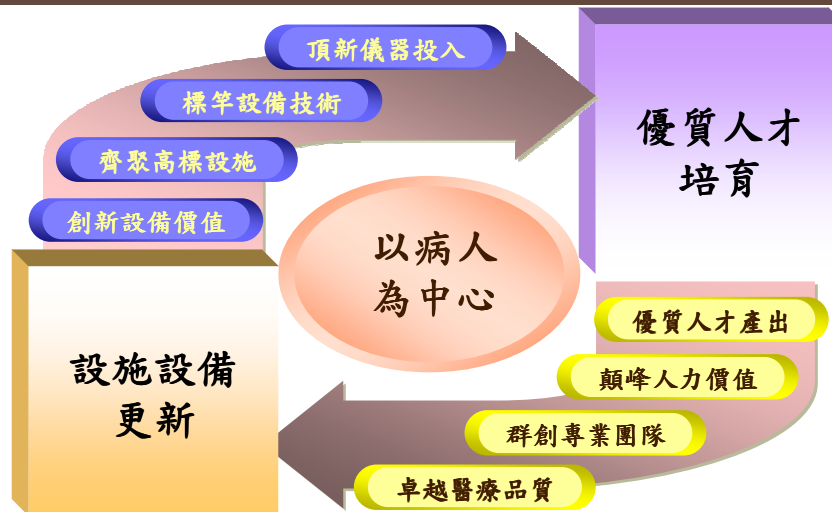 頂新儀器投入
標竿設備技術
齊聚高標設施
創新設備價值
優質人才
培育
以病人
為中心
設施設備
更新
優質人才產出
顛峰人力價值
群創專業團隊
卓越醫療品質